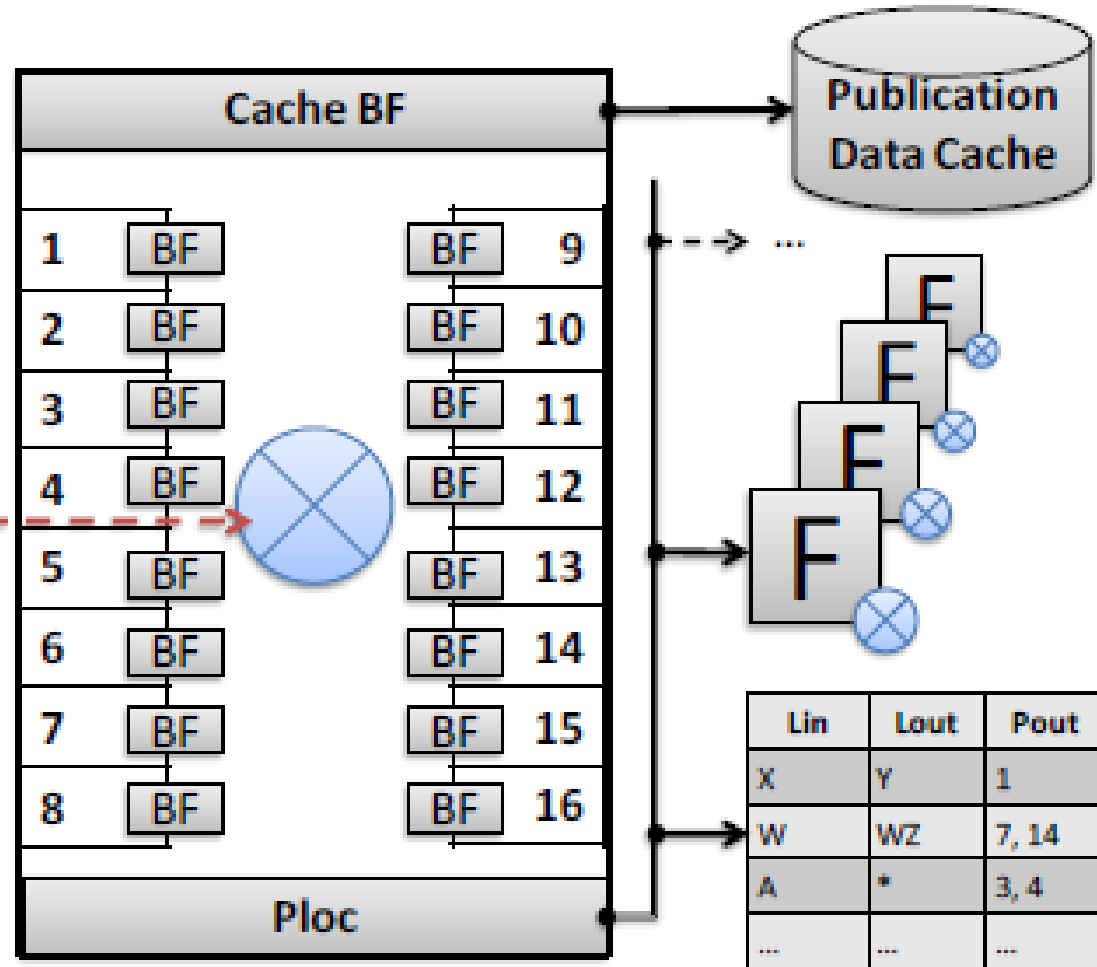 Cache BF
Publication
Data Cache
1 BF BF 9
2 BF BF 10
3 BF BF 11
4 BF BF 12
5 BF BF 13
6 BF BF 14
7 BF BF 15
8 BF BF 16
Ploc
...
F
F
F
F
Lin Lout Pout
X Y 1
W WZ 7, 14
A * 3, 4
... ... ...